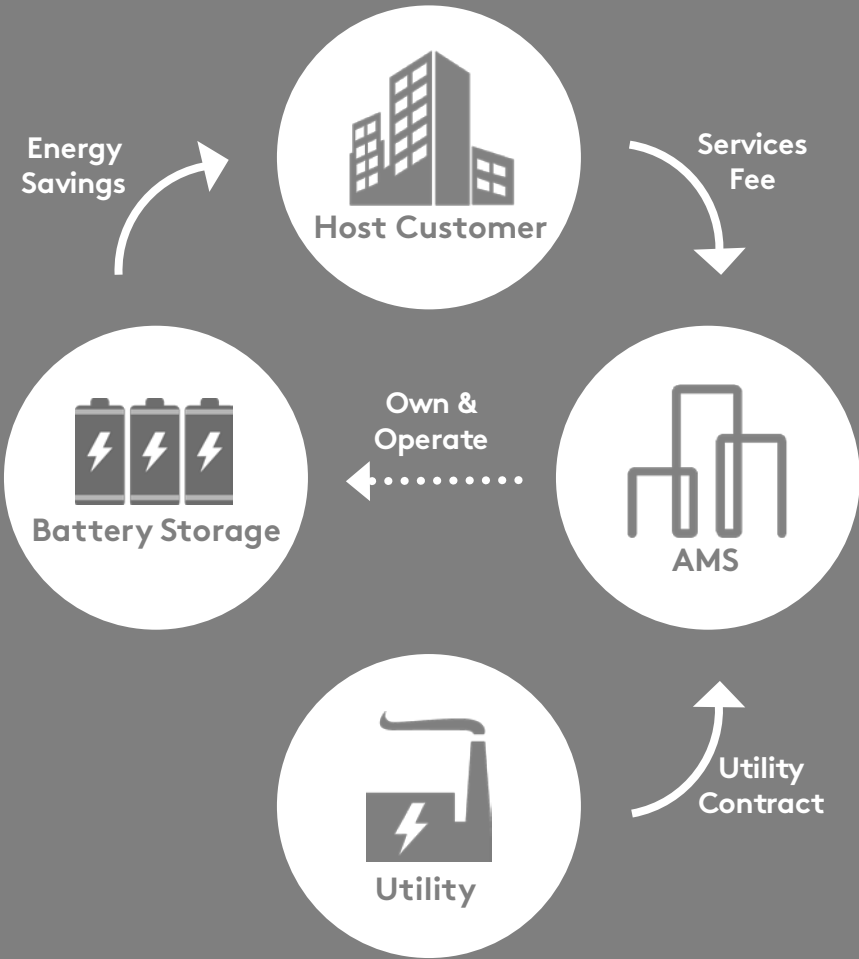 Energy
Savings
Services
Fee
Host Customer
Own &
Operate
Battery Storage
AMS
Utility
Contract
Utility